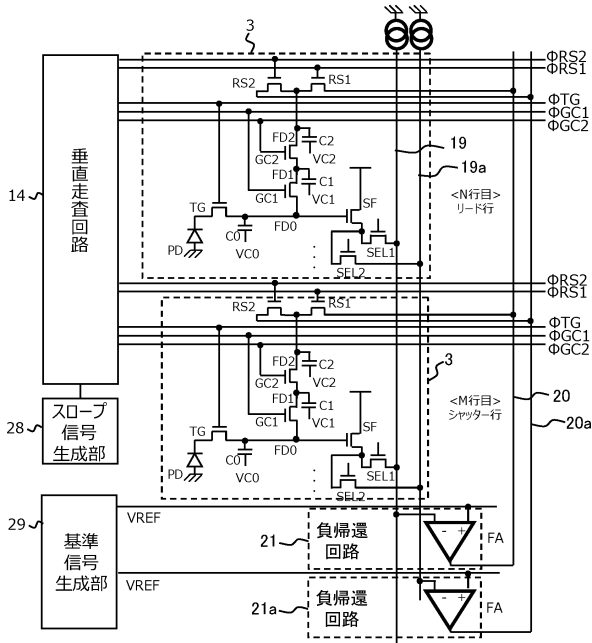 3
ΦRS2
ΦRS1
RS2
RS1
ΦTG
ΦGC1
ΦGC2
垂直走査回路
14
FD2
C2
GC2
VC2
FD1
C1
GC1
VC1
TG
SF
FD0
PD
C0
VC0
SEL1
SEL2
19
19a
<N行目>
リード行
ΦRS2
ΦRS1
RS2
RS1
ΦTG
ΦGC1
ΦGC2
3
FD2
C2
GC2
VC2
FD1
C1
GC1
VC1
TG
SF
FD0
PD
C0
VC0
SEL1
SEL2
<M行目>
シャッター行
20
20a
28
スロープ
信号
生成部
29
基準
信号
生成部
VREF
21
負帰還
回路
- +
FA
VREF
21a
負帰還
回路
- +
FA